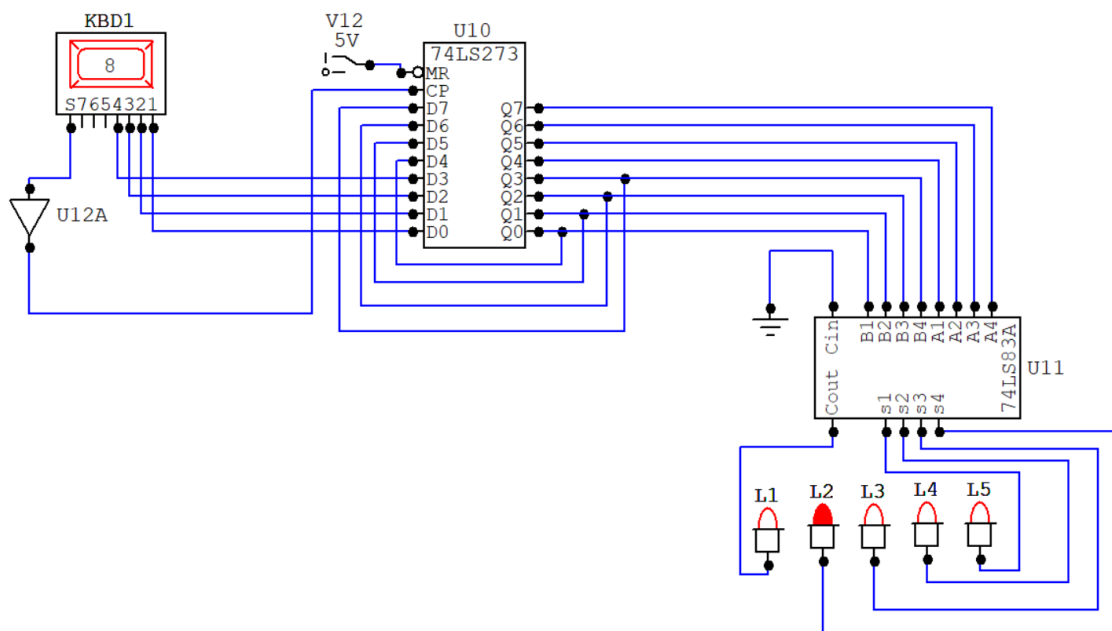 KBD1
8
S7654321
U12A
V12
5V
U10
74LS273
MR
CP
D7
D6
D5
D4
D3
D2
D1
D0
Q7
Q6
Q5
Q4
Q3
Q2
Q1
Q0
Cin
B1
B2
B3
B4
A1
A2
A3
A4
Cout
s1
s2
s3
s4
74LS83A
U11
L1
L2
L3
L4
L5